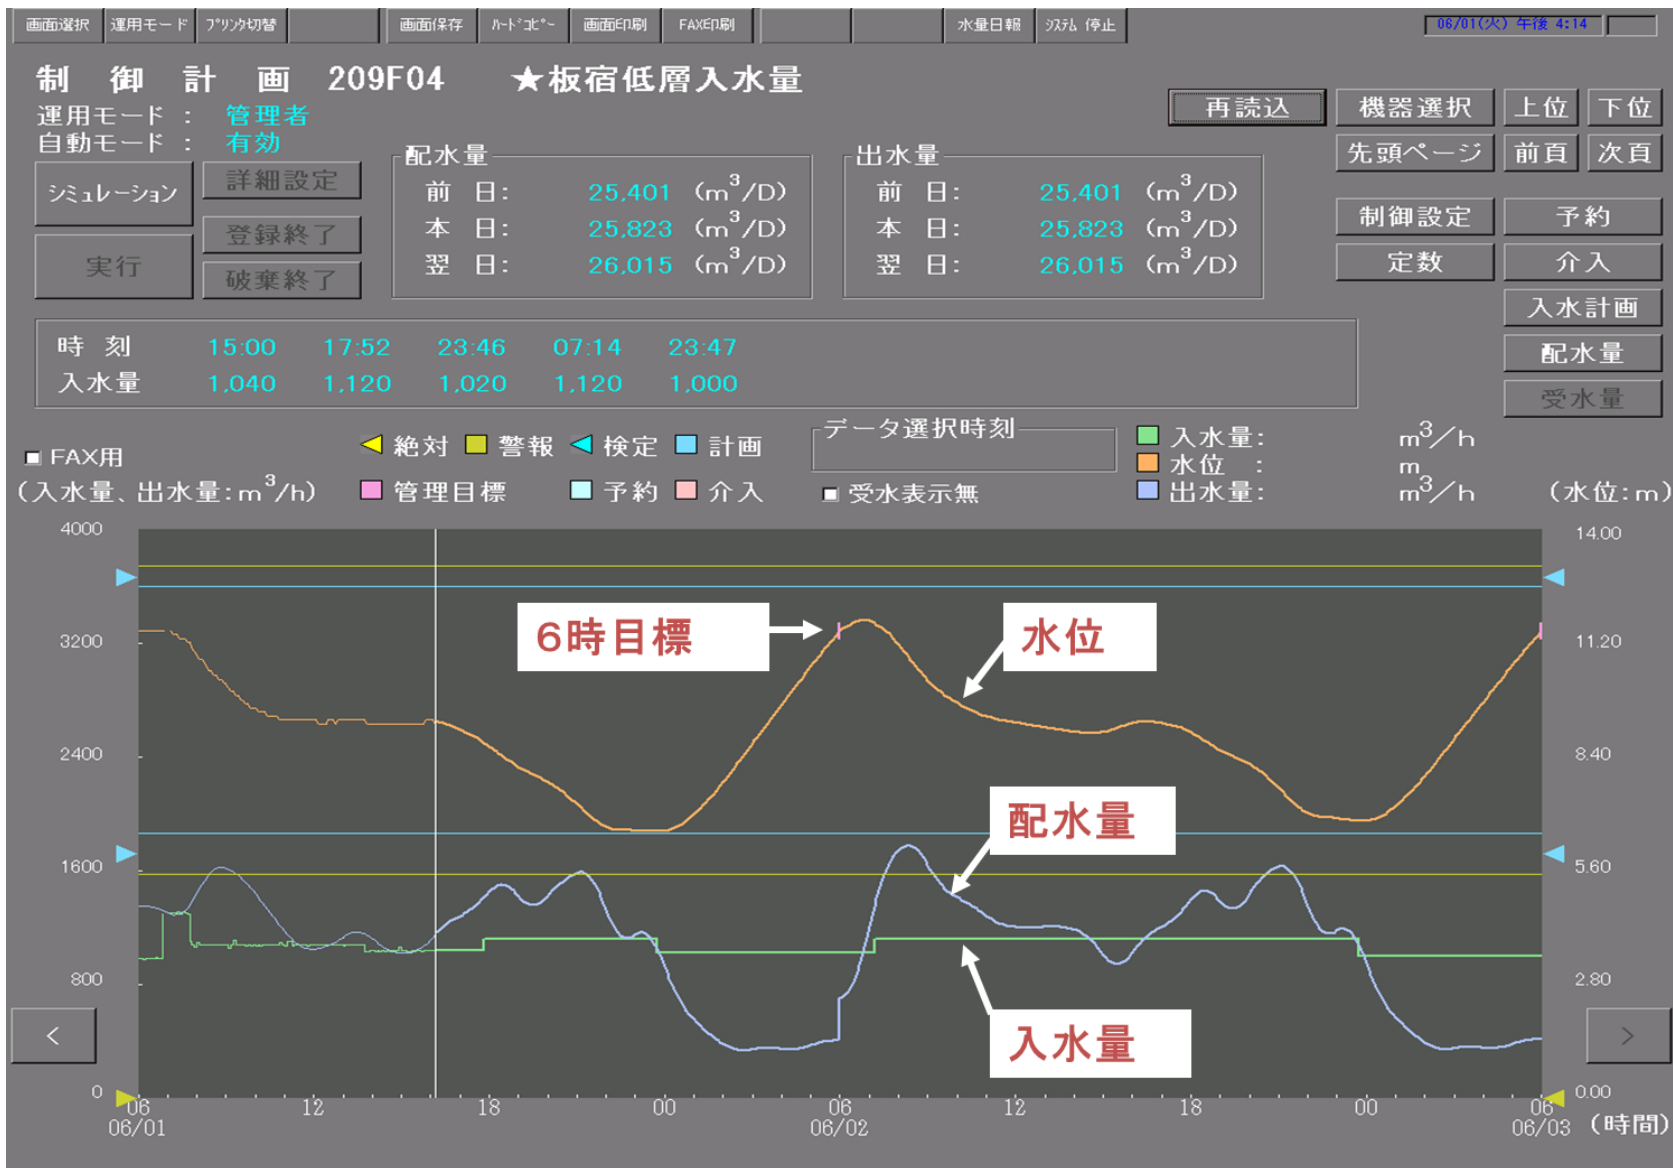 画面選択 運用モード プリンタ切替 画面保存 ハードコピー 画面印刷 FAX印刷 水量日報 システム 停止 06/01(火) 午後 4:14
制 御 計 画 209F04 ★板宿低層入水量
運用モード : 管理者
自動モード : 有効
再読込 機器選択 上位 下位
先頭ページ 前頁 次頁
シミュレーション 詳細設定
登録終了
実行 破棄終了
配水量
前 日: 25,401 (m³/D)
本 日: 25,823 (m³/D)
翌 日: 26,015 (m³/D)
出水量
前 日: 25,401 (m³/D)
本 日: 25,823 (m³/D)
翌 日: 26,015 (m³/D)
制御設定 予約
定数 介入
入水計画
配水量
受水量
時 刻 15:00 17:52 23:46 07:14 23:47
入水量 1,040 1,120 1,020 1,120 1,000
FAX用
(入水量、出水量:m³/h)
絶対 警報 検定 計画
管理目標 予約 介入
データ選択時刻
受水表示無
入水量: m³/h
水位 : m
出水量: m³/h
(水位:m)
4000 14.00
3200 11.20
2400 8.40
1600 5.60
800 2.80
0 0.00
6時目標
水位
配水量
入水量
< >
06 12 18 00 06 12 18 00 06
06/01 06/02 06/03 (時間)